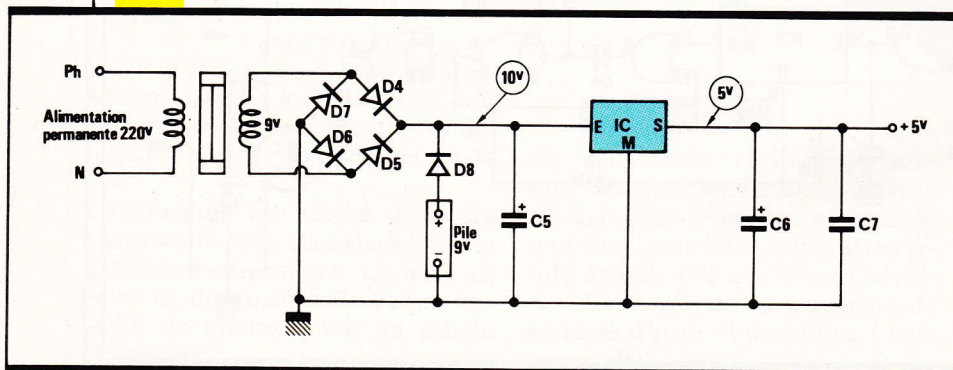 Ph
Alimentation
permanente 220v
N
9v
D7
D4
D6
D5
10v
D8
+
pile
9v
-
+
C5
E IC S
M
5v
+
C6
C7
+5v